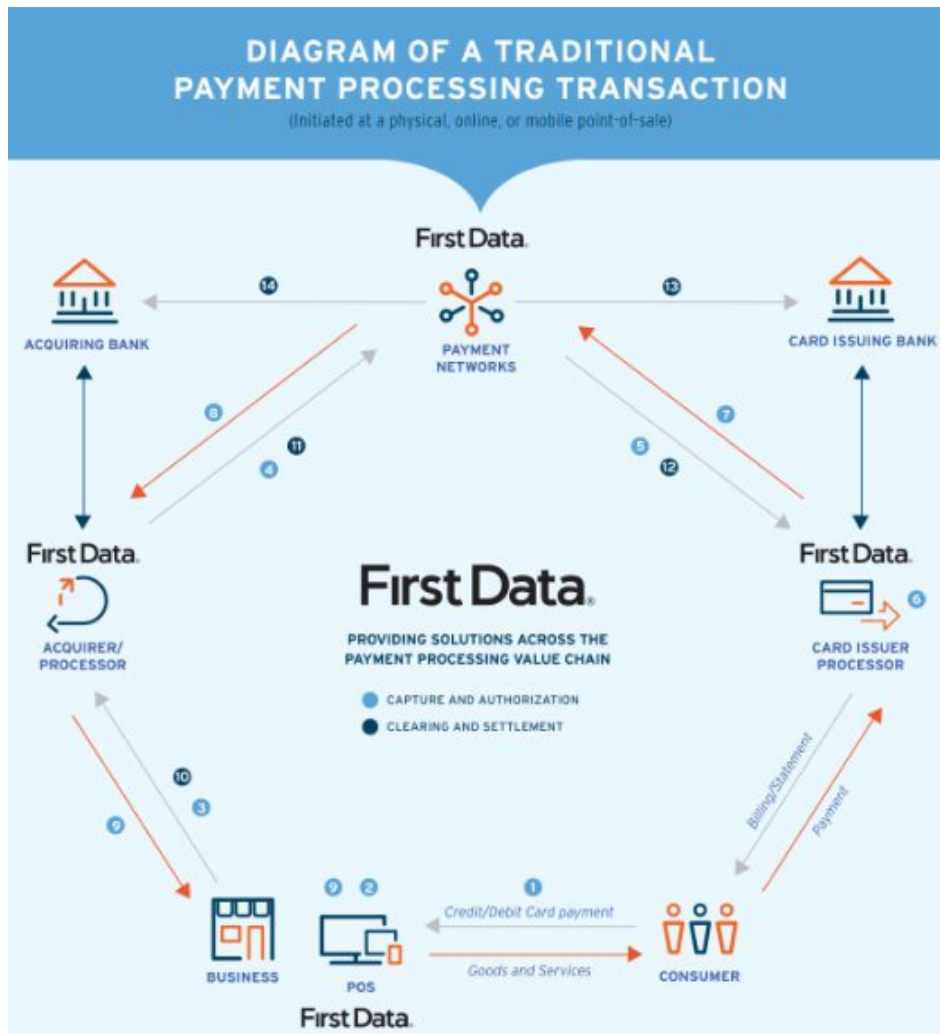 DIAGRAM OF A TRADITIONAL
PAYMENT PROCESSING TRANSACTION
(Initiated at a physical, online, or mobile point-of-sale)
First Data.
14
13
ACQUIRING BANK
PAYMENT
NETWORKS
CARD ISSUING BANK
8
11
4
7
5
12
First Data.
ACQUIRER/
PROCESSOR
First Data®
PROVIDING SOLUTIONS ACROSS THE
PAYMENT PROCESSING VALUE CHAIN
CAPTURE AND AUTHORIZATION
CLEARING AND SETTLEMENT
First Data.
6
CARD ISSUER
PROCESSOR
10
3
9
Billing/Statement
Payment
9 2
1
Credit/Debit Card payment
Goods and Services
BUSINESS
POS
CONSUMER
First Data.